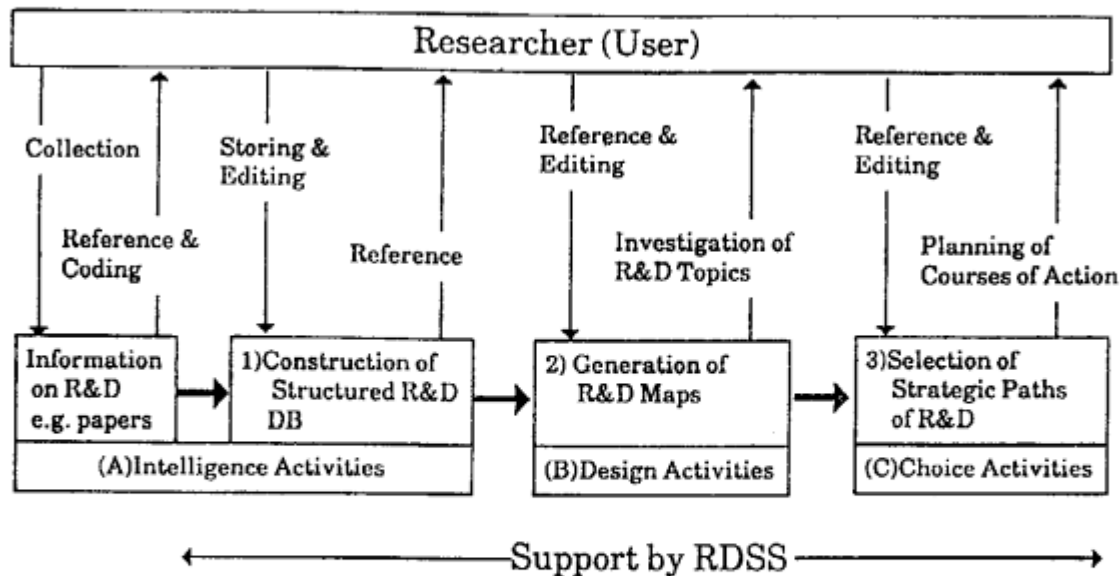 Researcher (User)
Collection
Reference &
Coding
Storing &
Editing
Reference
Reference &
Editing
Investigation of
R&D Topics
Reference &
Editing
Planning of
Courses of Action
Information
on R&D
e.g. papers
1)Construction of
Structured R&D
DB
(A)Intelligence Activities
2) Generation of
R&D Maps
(B)Design Activities
3)Selection of
Strategic Paths
of R&D
(C)Choice Activities
Support by RDSS